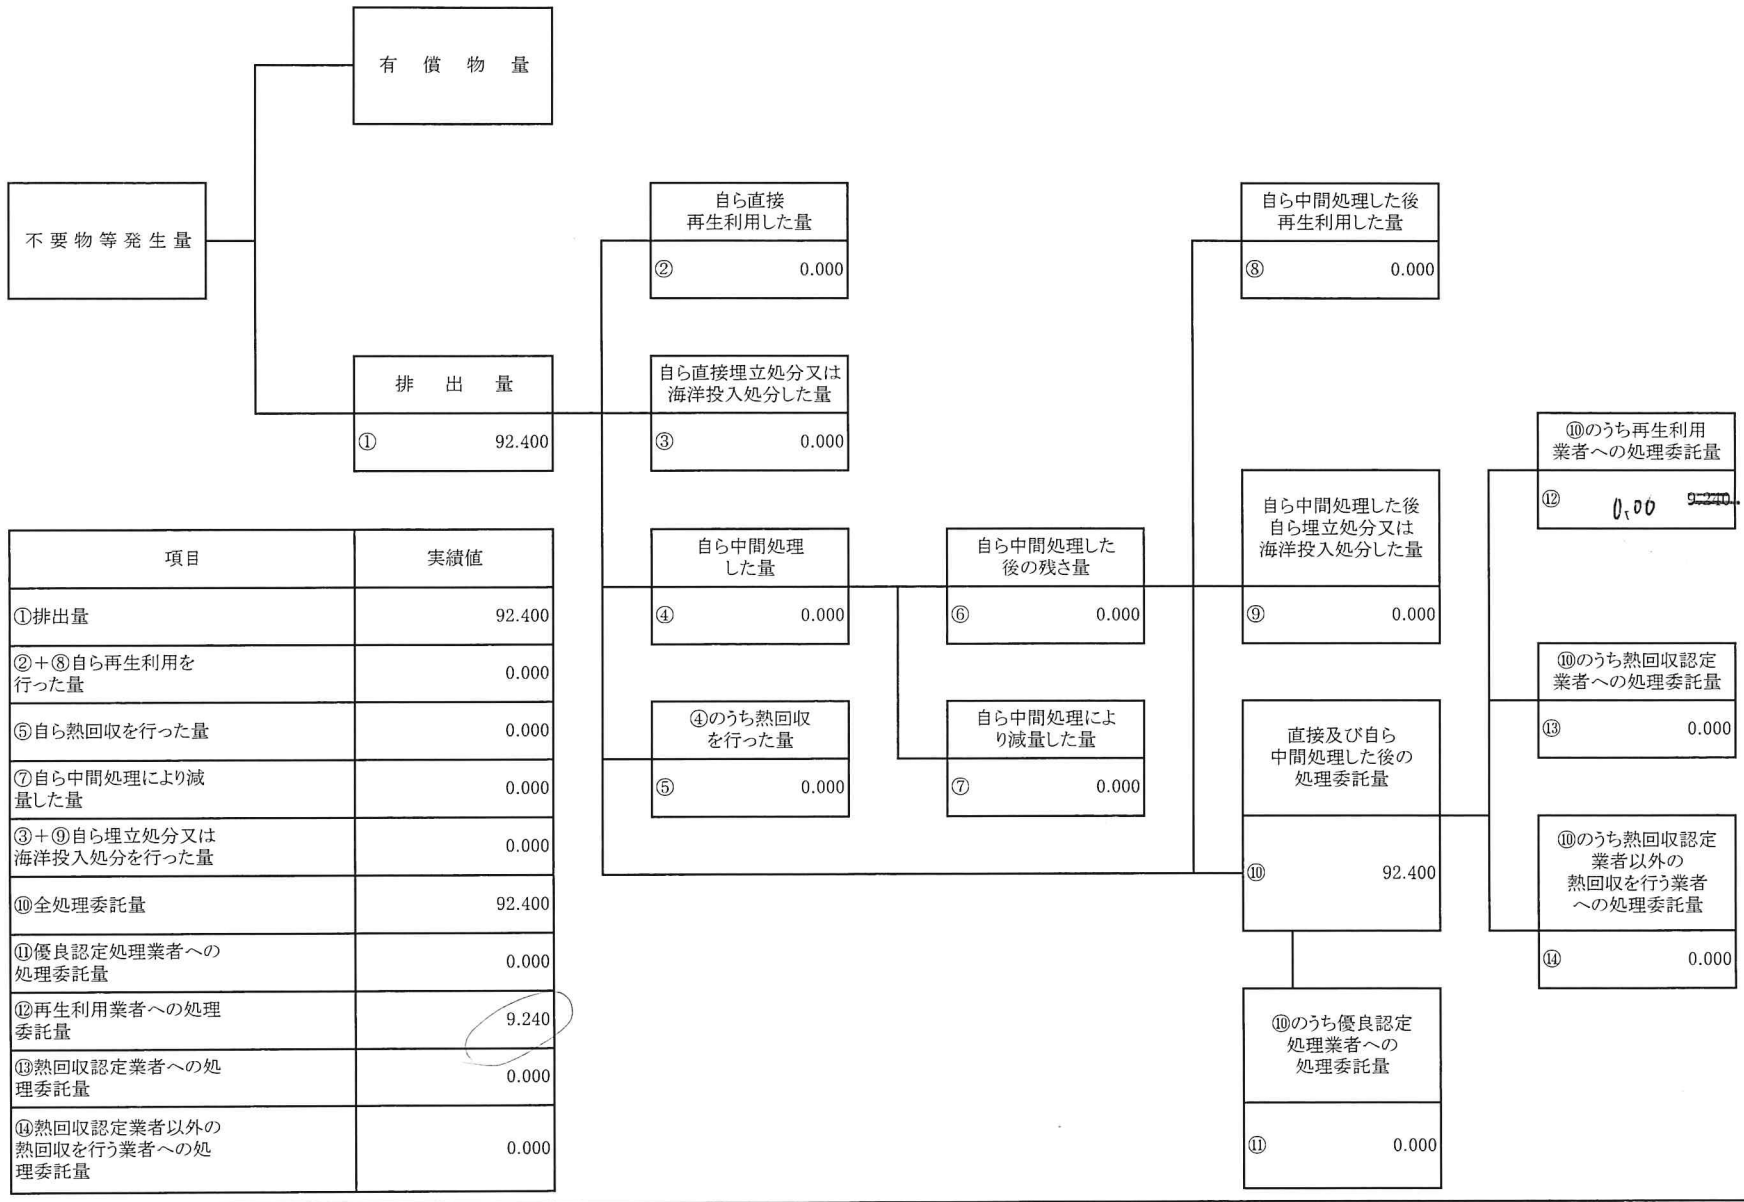 有 償 物 量
不要物等発生量
排 出 量
① 92.400
自ら直接
再生利用した量
② 0.000
自ら直接埋立処分又は
海洋投入処分した量
③ 0.000
自ら中間処理
した量
④ 0.000
④のうち熱回収
を行った量
⑤ 0.000
自ら中間処理した
後の残さ量
⑥ 0.000
自ら中間処理によ
り減量した量
⑦ 0.000
自ら中間処理した後
再生利用した量
⑧ 0.000
自ら中間処理した後
自ら埋立処分又は
海洋投入処分した量
⑨ 0.000
直接及び自ら
中間処理した後の
処理委託量
⑩ 92.400
⑩のうち優良認定
処理業者への
処理委託量
⑪ 0.000
⑩のうち再生利用
業者への処理委託量
⑫ 0.00 9.240
⑩のうち熱回収認定
業者への処理委託量
⑬ 0.000
⑩のうち熱回収認定
業者以外の
熱回収を行う業者
への処理委託量
⑭ 0.000
項目 実績値
①排出量 92.400
②+⑧自ら再生利用を
行った量 0.000
⑤自ら熱回収を行った量 0.000
⑦自ら中間処理により減
量した量 0.000
③+⑨自ら埋立処分又は
海洋投入処分を行った量 0.000
⑩全処理委託量 92.400
⑪優良認定処理業者への
処理委託量 0.000
⑫再生利用業者への処理
委託量 9.240
⑬熱回収認定業者への処
理委託量 0.000
⑭熱回収認定業者以外の
熱回収を行う業者への処
理委託量 0.000